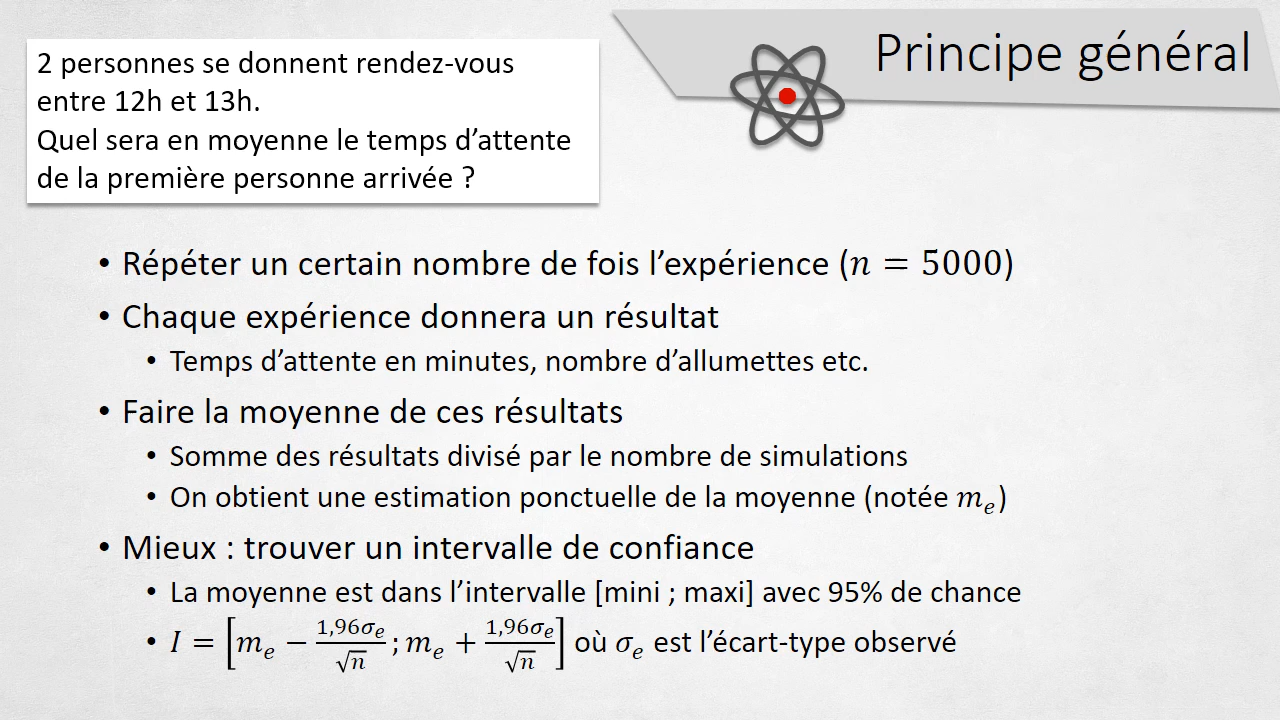 Principe général
2 personnes se donnent rendez-vous
entre 12h et 13h.
Quel sera en moyenne le temps d’attente
de la première personne arrivée ?
• Répéter un certain nombre de fois l’expérience (𝑛 = 5000)
• Chaque expérience donnera un résultat
• Temps d’attente en minutes, nombre d’allumettes etc.
• Faire la moyenne de ces résultats
• Somme des résultats divisé par le nombre de simulations
• On obtient une estimation ponctuelle de la moyenne (notée 𝑚ₑ)
• Mieux : trouver un intervalle de confiance
• La moyenne est dans l’intervalle [mini ; maxi] avec 95% de chance
• 𝐼 = [𝑚ₑ − 1,96𝜎ₑ/√𝑛 ; 𝑚ₑ + 1,96𝜎ₑ/√𝑛] où 𝜎ₑ est l’écart-type observé